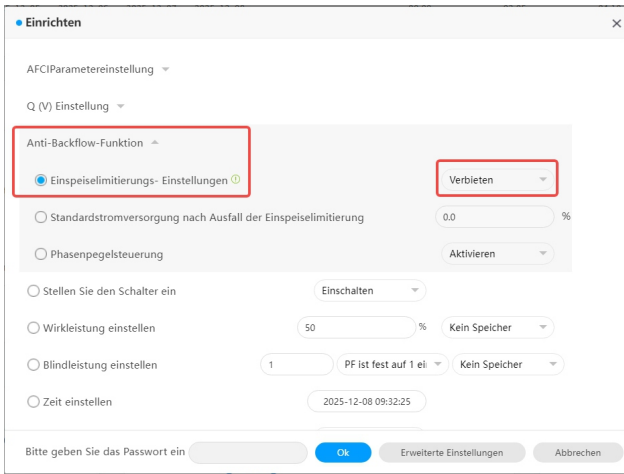 Einrichten
AFCIParametereinstellung
Q (V) Einstellung
Anti-Backflow-Funktion
Einspeiselimitierungs- Einstellungen Verbieten
Standardstromversorgung nach Ausfall der Einspeiselimitierung 0.0 %
Phasenpegelsteuerung Aktivieren
Stellen Sie den Schalter ein Einschalten
Wirkleistung einstellen 50 % Kein Speicher
Blindleistung einstellen 1 PF ist fest auf 1 ei Kein Speicher
Zeit einstellen 2025-12-08 09:32:25
Bitte geben Sie das Passwort ein Ok Erweiterte Einstellungen Abbrechen